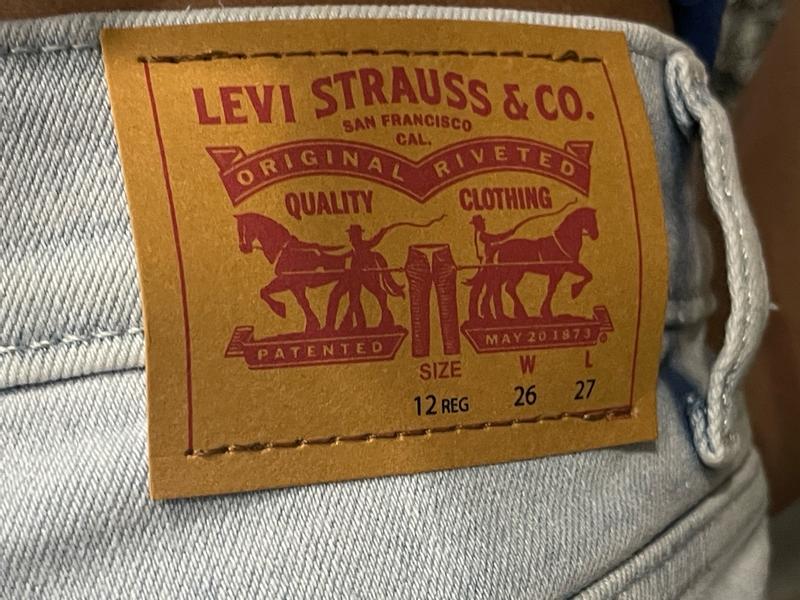 LEVI STRAUSS & CO.
SAN FRANCISCO
CAL.
ORIGINAL RIVETED
QUALITY CLOTHING
PATENTED MAY 20 1873 ®
SIZE W L
12 REG 26 27